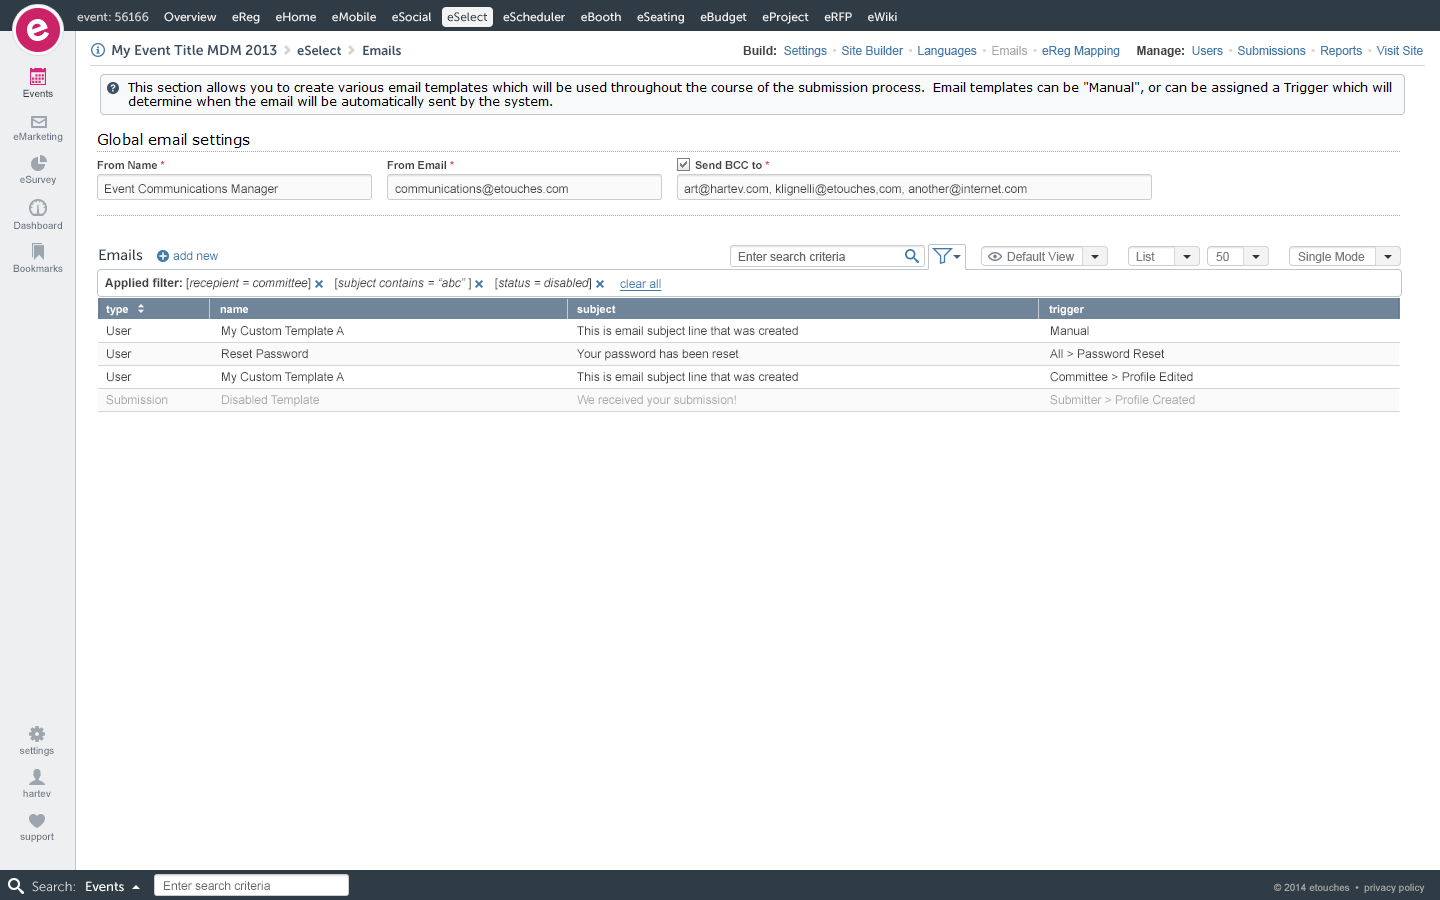 event: 56166 Overview eReg eHome eMobile eSocial eSelect eScheduler eBooth eSeating eBudget eProject eRFP eWiki
e
My Event Title MDM 2013 > eSelect > Emails
Build: Settings • Site Builder • Languages • Emails • eReg Mapping Manage: Users • Submissions • Reports • Visit Site
Events
eMarketing
eSurvey
Dashboard
Bookmarks
This section allows you to create various email templates which will be used throughout the course of the submission process. Email templates can be "Manual", or can be assigned a Trigger which will
determine when the email will be automatically sent by the system.
Global email settings
From Name * From Email * Send BCC to *
Event Communications Manager communications@etouches.com art@hartev.com, klignelli@etouches,com, another@internet.com
Emails add new Enter search criteria Default View List 50 Single Mode
Applied filter: [recepient = committee] × [subject contains = “abc” ] × [status = disabled] × clear all
type name subject trigger
User My Custom Template A This is email subject line that was created Manual
User Reset Password Your password has been reset All > Password Reset
User My Custom Template A This is email subject line that was created Committee > Profile Edited
Submission Disabled Template We received your submission! Submitter > Profile Created
settings
hartev
support
Search: Events Enter search criteria
© 2014 etouches • privacy policy